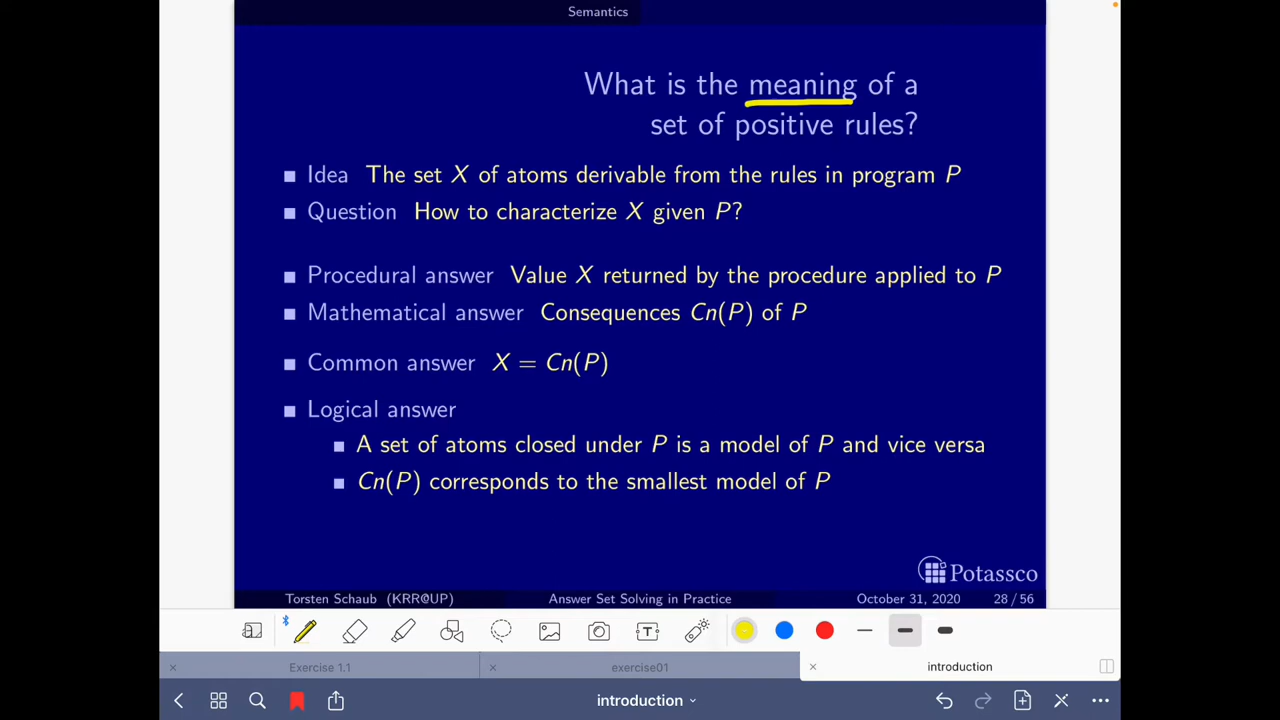 Semantics
What is the meaning of a
set of positive rules?
Idea The set X of atoms derivable from the rules in program P
Question How to characterize X given P?
Procedural answer Value X returned by the procedure applied to P
Mathematical answer Consequences Cn(P) of P
Common answer X = Cn(P)
Logical answer
A set of atoms closed under P is a model of P and vice versa
Cn(P) corresponds to the smallest model of P
Potassco
Torsten Schaub (KRR@UP) Answer Set Solving in Practice October 31, 2020 28 / 56
T
Exercise 1.1 exercise01 introduction
introduction